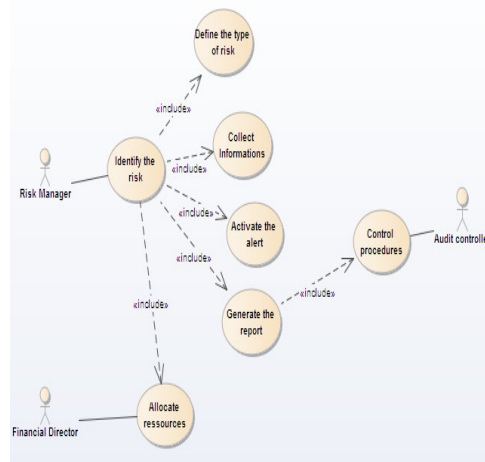 Define the type
of risk
«include»
Collect
Informations
«include»
Identify the
risk
Risk Manager
«include»
Activate the
alert
Control
procedures
Audit controlle
«include»
«include»
Generate the
report
«include»
Allocate
ressources
Financial Director